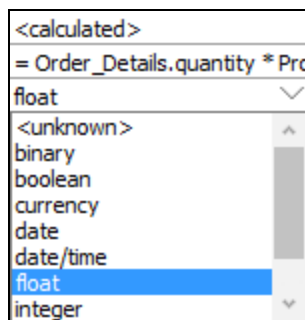 <calculated>
= Order_Details.quantity * Pro
float
<unknown>
binary
boolean
currency
date
date/time
float
integer